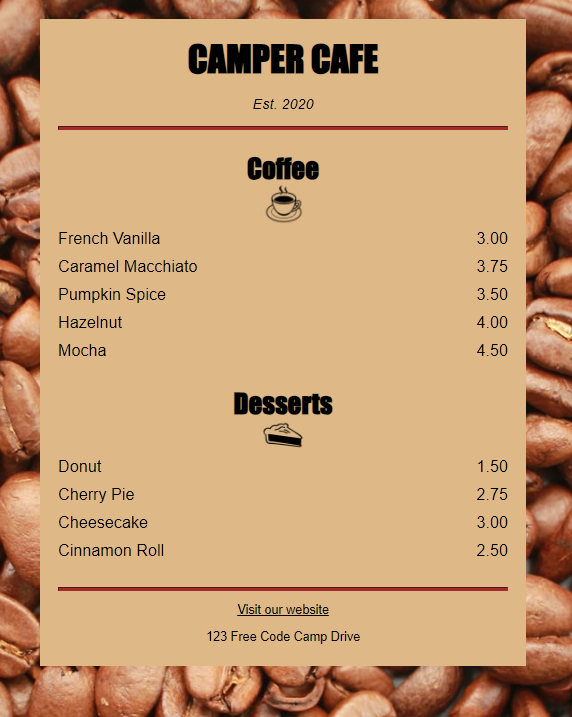 CAMPER CAFE
Est. 2020
Coffee
French Vanilla 3.00
Caramel Macchiato 3.75
Pumpkin Spice 3.50
Hazelnut 4.00
Mocha 4.50
Desserts
Donut 1.50
Cherry Pie 2.75
Cheesecake 3.00
Cinnamon Roll 2.50
Visit our website
123 Free Code Camp Drive